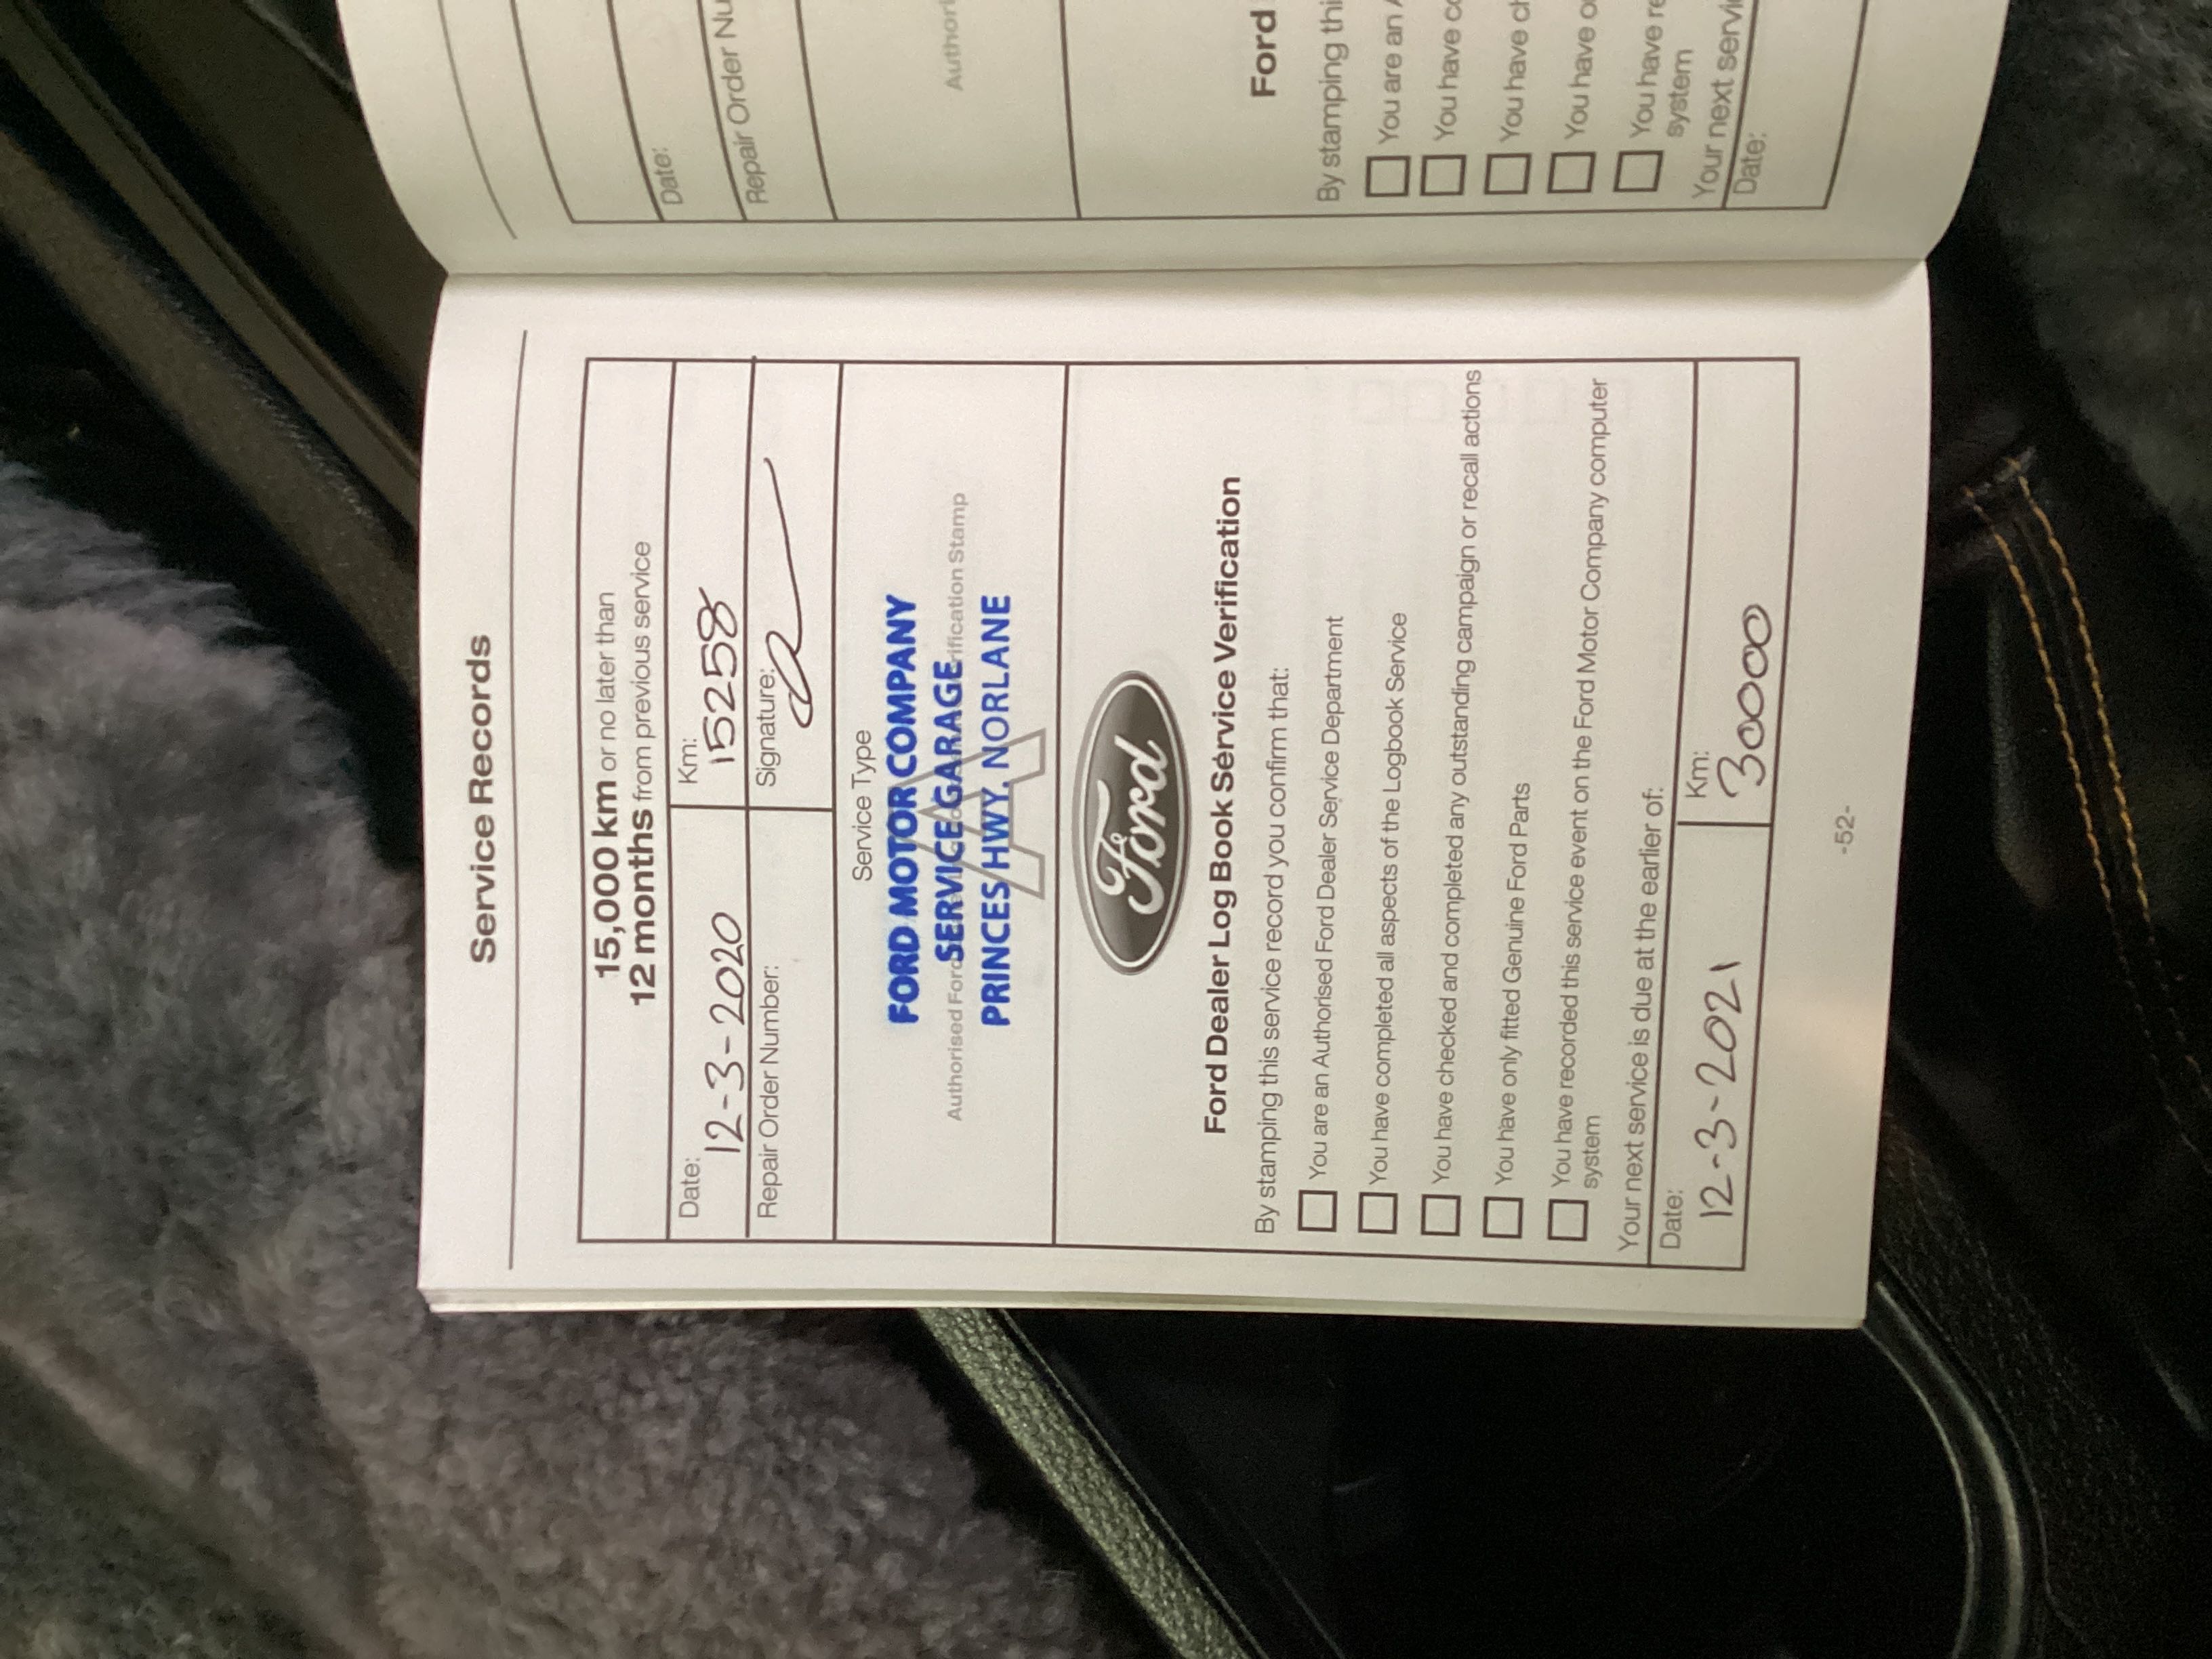 Service Records
15,000 km or no later than
12 months from previous service
Date: Km:
12-3-2020 15258
Repair Order Number: Signature:
Service Type
A
FORD MOTOR COMPANY
SERVICE GARAGE
PRINCES HWY, NORLANE
Authorised Ford rification Stamp
Ford
Ford Dealer Log Book Service Verification
By stamping this service record you confirm that:
You are an Authorised Ford Dealer Service Department
You have completed all aspects of the Logbook Service
You have checked and completed any outstanding campaign or recall actions
You have only fitted Genuine Ford Parts
You have recorded this service event on the Ford Motor Company computer
system
Your next service is due at the earlier of:
Date: Km:
12-3-2021 30000
-52-
Date:
Repair Order Nu
Authori
Ford
By stamping thi
You are an A
You have co
You have ch
You have o
You have re
system
Your next servi
Date: